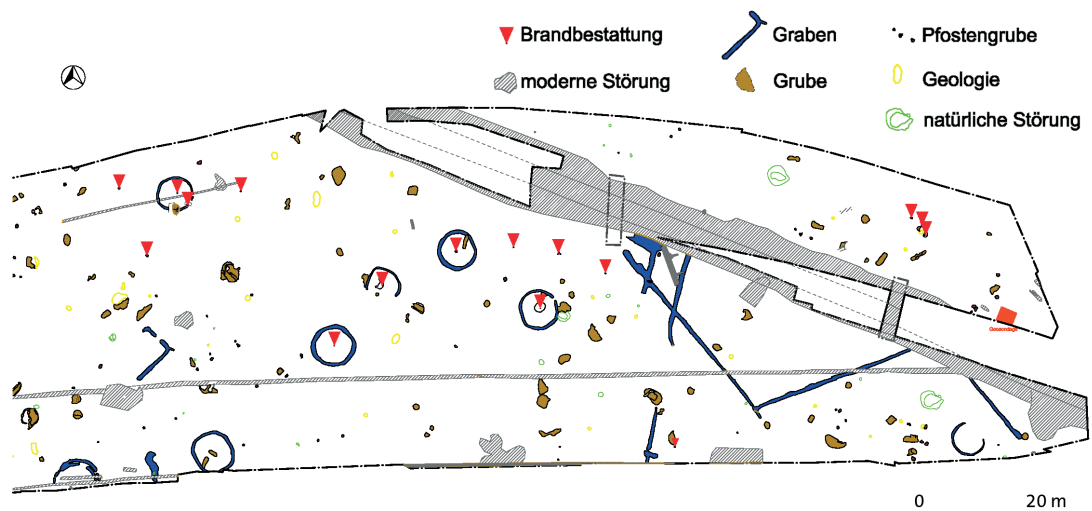 Brandbestattung
Graben
Pfostengrube
moderne Störung
Grube
Geologie
natürliche Störung
0 20 m